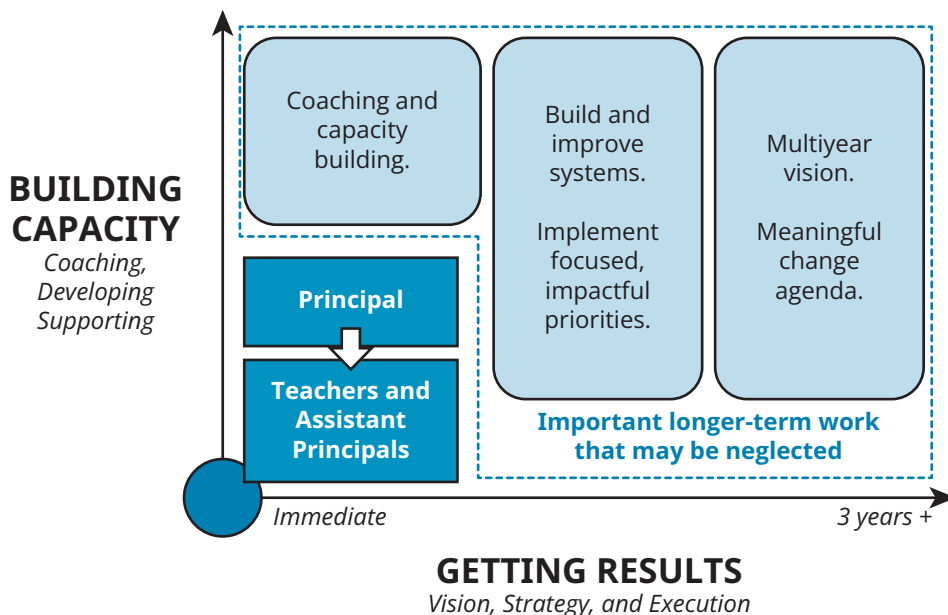 BUILDING
CAPACITY
Coaching,
Developing
Supporting
Coaching and
capacity
building.
Build and
improve
systems.
Implement
focused,
impactful
priorities.
Multiyear
vision.
Meaningful
change
agenda.
Principal
Teachers and
Assistant
Principals
Important longer-term work
that may be neglected
Immediate
3 years +
GETTING RESULTS
Vision, Strategy, and Execution